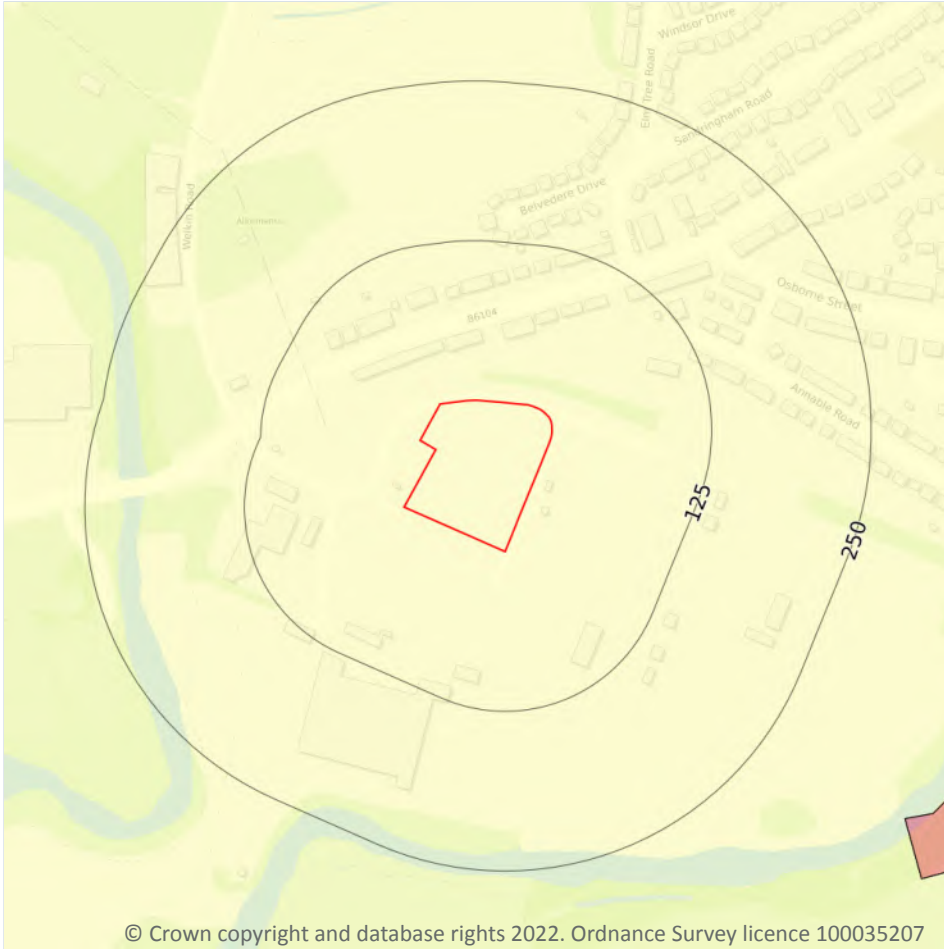 Windsor Drive
Elm Tree Road
Sandringham Road
Welkin Road
Allotments
Belvedere Drive
Osborne Street
B6104
Annable Road
125
250
© Crown copyright and database rights 2022. Ordnance Survey licence 100035207